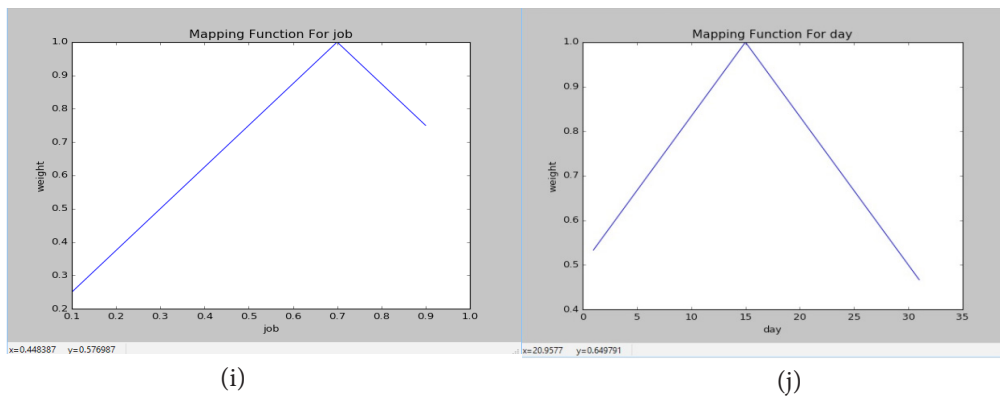 Mapping Function For job
1.0
0.9
0.8
0.7
0.6
0.5
0.4
0.3
0.2
weight
0.1 0.2 0.3 0.4 0.5 0.6 0.7 0.8 0.9 1.0
job
x=0.448387 y=0.576987
(i)
Mapping Function For day
1.0
0.9
0.8
0.7
0.6
0.5
0.4
weight
0 5 10 15 20 25 30 35
day
x=20.9577 y=0.649791
(j)